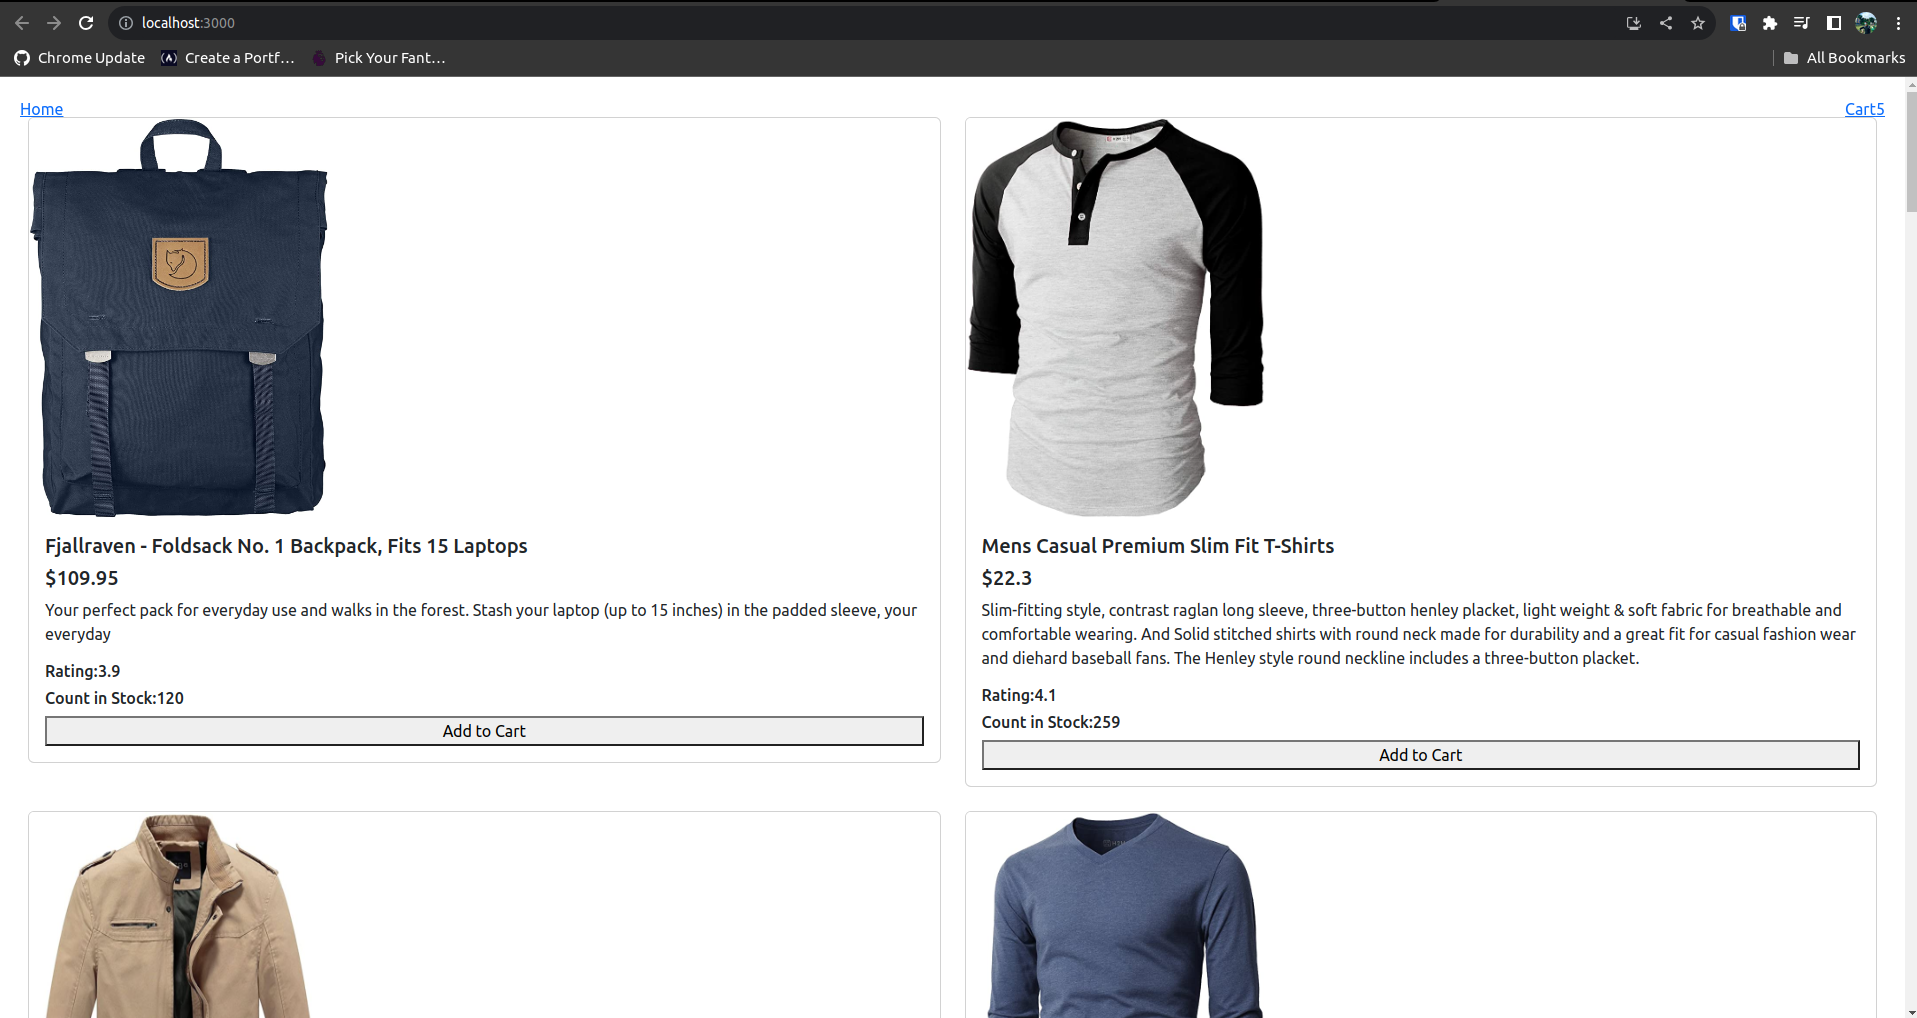 localhost:3000
Chrome Update
Create a Portf...
Pick Your Fant...
All Bookmarks
Home
Cart5
Fjallraven - Foldsack No. 1 Backpack, Fits 15 Laptops
$109.95
Your perfect pack for everyday use and walks in the forest. Stash your laptop (up to 15 inches) in the padded sleeve, your
everyday
Rating:3.9
Count in Stock:120
Add to Cart
Mens Casual Premium Slim Fit T-Shirts
$22.3
Slim-fitting style, contrast raglan long sleeve, three-button henley placket, light weight & soft fabric for breathable and
comfortable wearing. And Solid stitched shirts with round neck made for durability and a great fit for casual fashion wear
and diehard baseball fans. The Henley style round neckline includes a three-button placket.
Rating:4.1
Count in Stock:259
Add to Cart